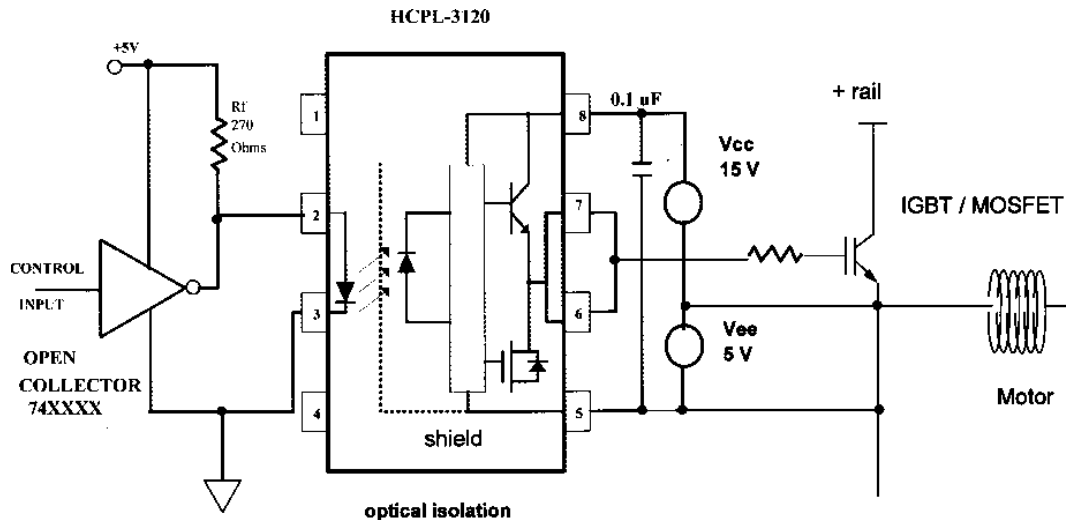 HCPL-3120
+5V
Rf
270
Ohms
1
2
3
4
8
7
6
5
0.1 uF
Vcc
15 V
+ rail
IGBT / MOSFET
CONTROL
INPUT
OPEN
COLLECTOR
74XXXX
Vee
5 V
Motor
shield
optical isolation